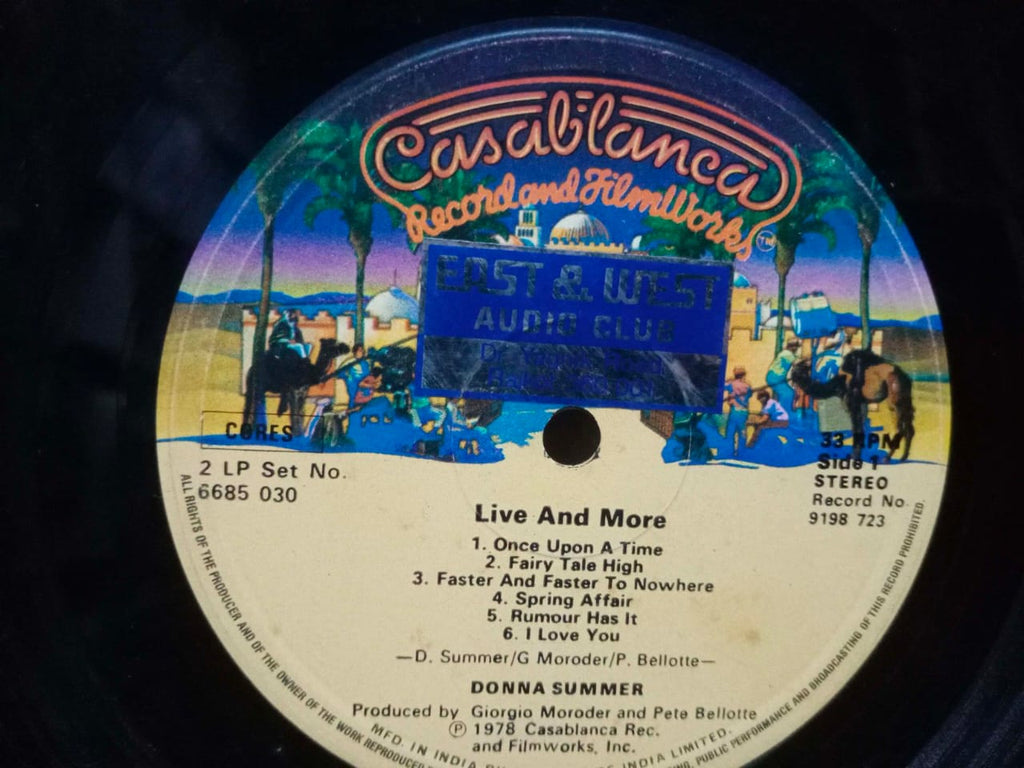 Casablanca
Record and FilmWorks
TM
EAST & WEST
AUDIO CLUB
CORES
2 LP Set No.
6685 030
33 RPM
Side 1
STEREO
Record No.
9198 723
Live And More
1. Once Upon A Time
2. Fairy Tale High
3. Faster And Faster To Nowhere
4. Spring Affair
5. Rumour Has It
6. I Love You
—D. Summer/G Moroder/P. Bellotte—
DONNA SUMMER
Produced by Giorgio Moroder and Pete Bellotte
℗ 1978 Casablanca Rec.
and Filmworks, Inc.
ALL RIGHTS OF THE PRODUCER AND OF THE OWNER OF THE WORK REPRODUCED
PUBLIC PERFORMANCE AND BROADCASTING OF THIS RECORD PROHIBITED.
MFD. IN INDIA
INDIA LIMITED.